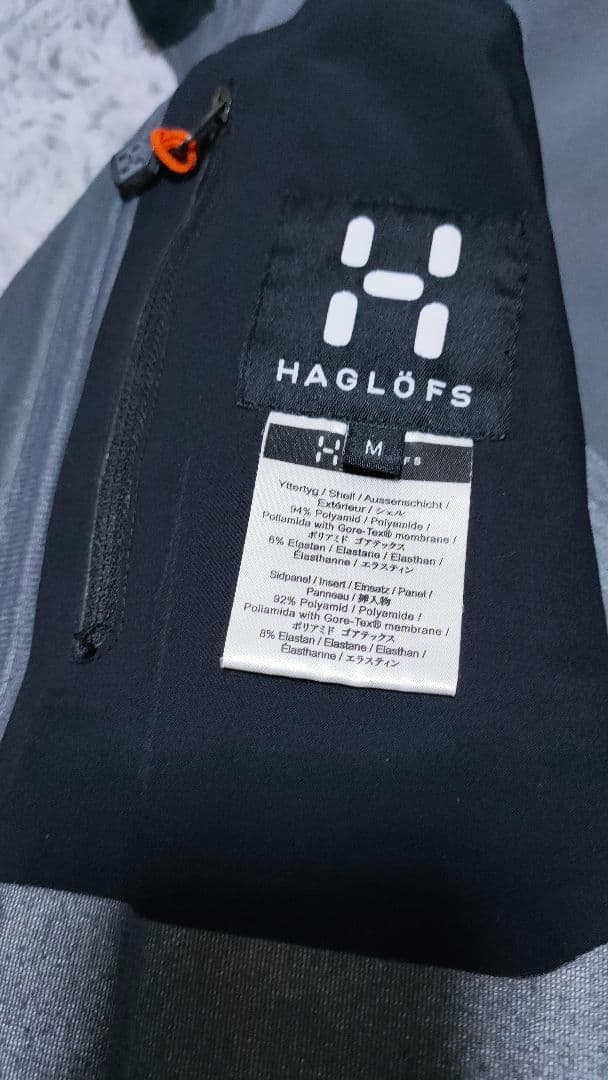 HAGLÖFS
M
FS
Yttertyg / Shell / Aussenschicht /
Extérieur / シェル
94% Polyamid / Polyamide /
Poliamida with Gore-Tex® membrane /
ポリアミド ゴアテックス
6% Elastan / Elastane / Elasthan /
Élasthanne / エラスティン
Sidpanel / Insert / Einsatz / Panel /
Panneau / 挿入物
92% Polyamid / Polyamide /
Poliamida with Gore-Tex® membrane /
ポリアミド ゴアテックス
8% Elastan / Elastane / Elasthan /
Élasthanne / エラスティン